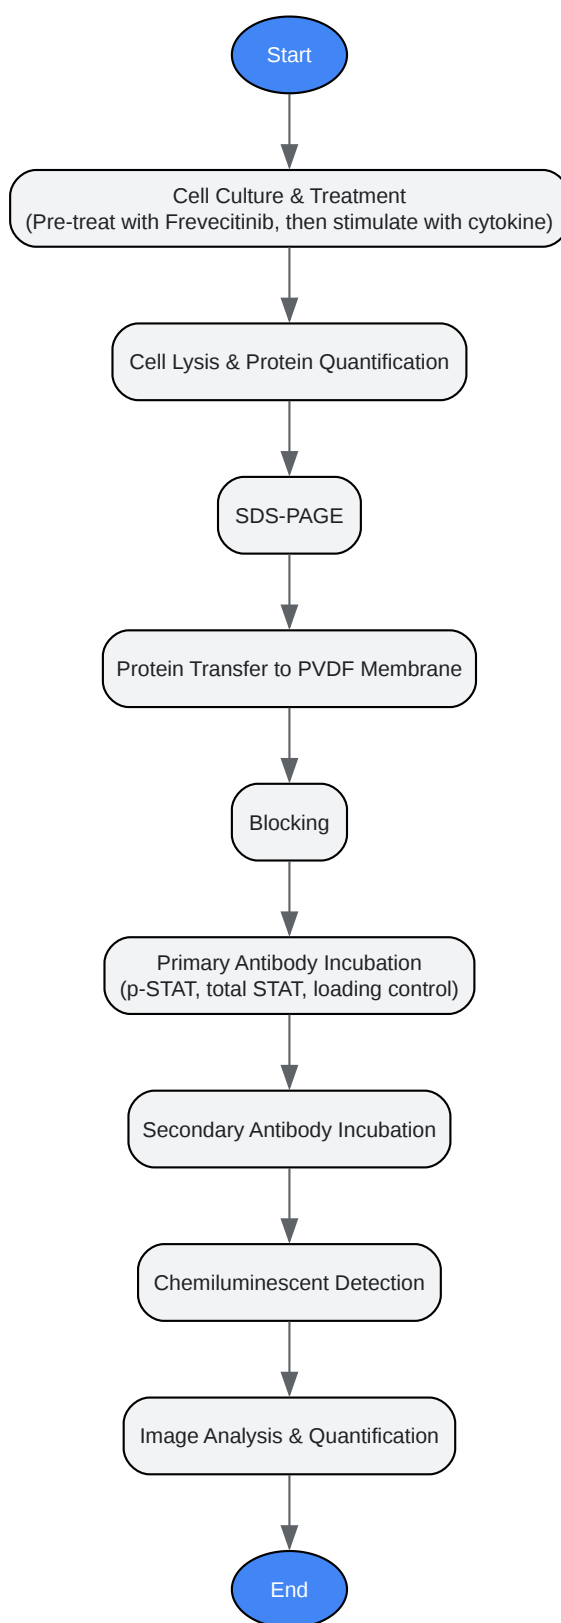 Start
Cell Culture & Treatment
(Pre-treat with Frevecitinib, then stimulate with cytokine)
Cell Lysis & Protein Quantification
SDS-PAGE
Protein Transfer to PVDF Membrane
Blocking
Primary Antibody Incubation
(p-STAT, total STAT, loading control)
Secondary Antibody Incubation
Chemiluminescent Detection
Image Analysis & Quantification
End